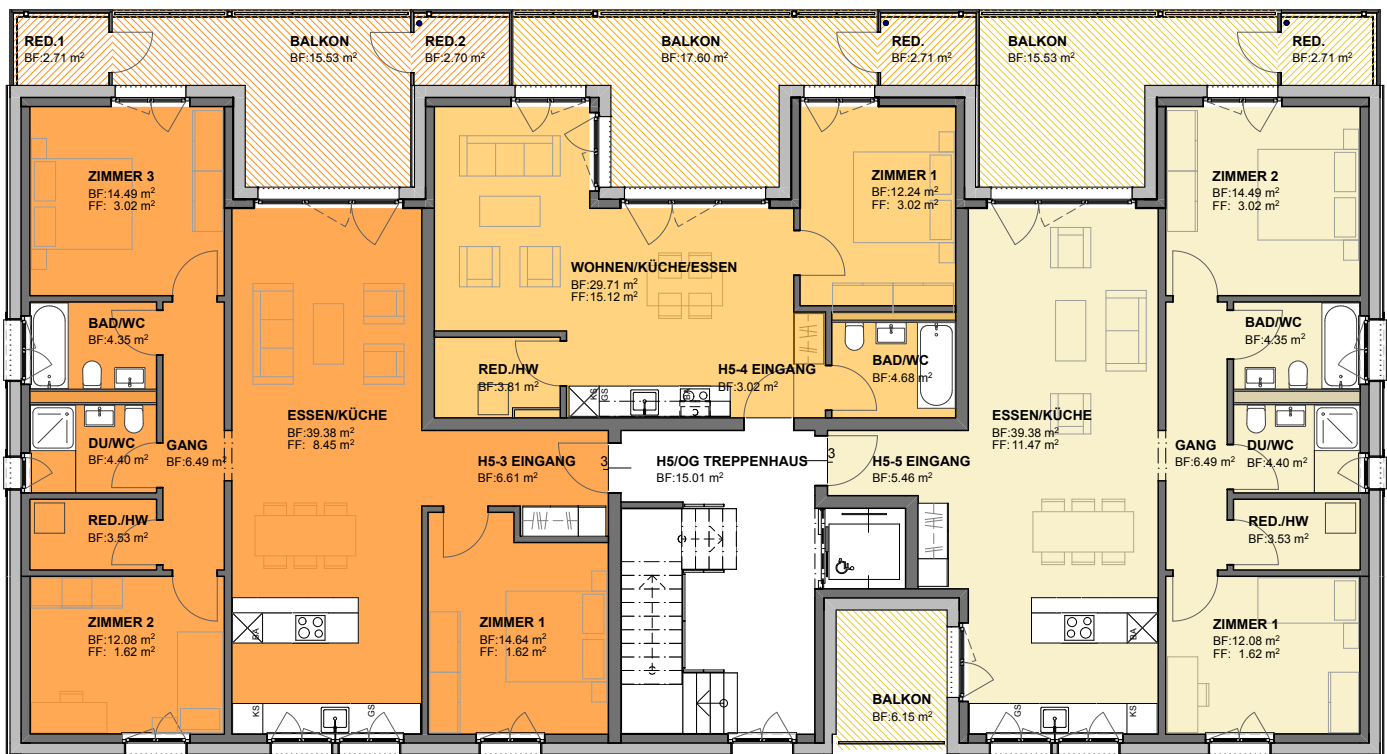 RED.1
BF:2.71 m²
BALKON
BF:15.53 m²
RED.2
BF:2.70 m²
BALKON
BF:17.60 m²
RED.
BF:2.71 m²
BALKON
BF:15.53 m²
RED.
BF:2.71 m²
ZIMMER 3
BF:14.49 m²
FF: 3.02 m²
ZIMMER 1
BF:12.24 m²
FF: 3.02 m²
ZIMMER 2
BF:14.49 m²
FF: 3.02 m²
WOHNEN/KÜCHE/ESSEN
BF:29.71 m²
FF:15.12 m²
BAD/WC
BF:4.35 m²
RED./HW
BF:3.81 m²
H5-4 EINGANG
BF:3.02 m²
BAD/WC
BF:4.68 m²
BAD/WC
BF:4.35 m²
KS
GS
BA
ESSEN/KÜCHE
BF:39.38 m²
FF: 8.45 m²
ESSEN/KÜCHE
BF:39.38 m²
FF: 11.47 m²
DU/WC
BF:4.40 m²
GANG
BF:6.49 m²
H5-3 EINGANG
BF:6.61 m²
3
H5/OG TREPPENHAUS
BF:15.01 m²
3
H5-5 EINGANG
BF:5.46 m²
GANG
BF:6.49 m²
DU/WC
BF:4.40 m²
RED./HW
BF:3.53 m²
RED./HW
BF:3.53 m²
ZIMMER 2
BF:12.08 m²
FF: 1.62 m²
BA
ZIMMER 1
BF:14.64 m²
FF: 1.62 m²
BA
ZIMMER 1
BF:12.08 m²
FF: 1.62 m²
BALKON
BF:6.15 m²
KS
GS
GS
KS